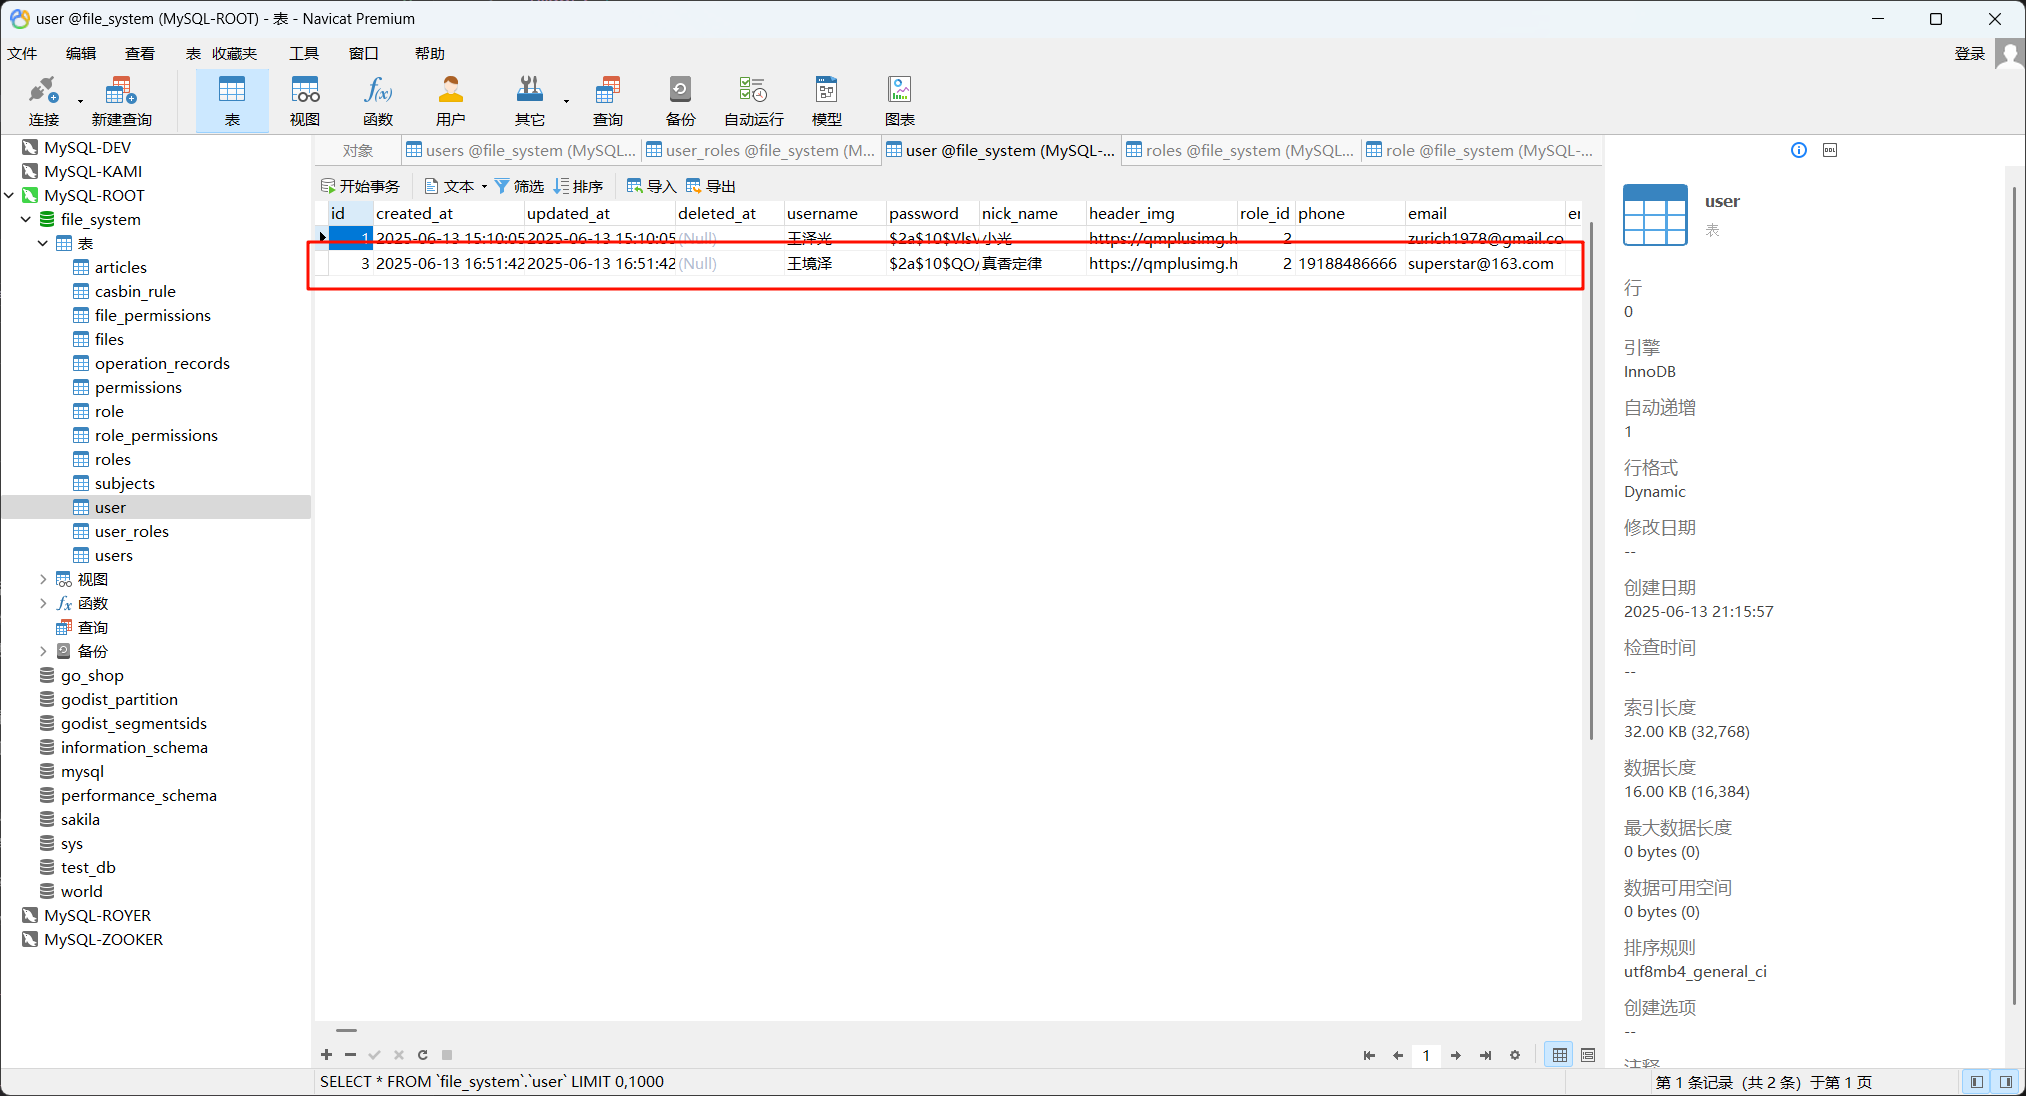 user @file_system (MySQL-ROOT) - 表 - Navicat Premium
文件 编辑 查看 表 收藏夹 工具 窗口 帮助 登录
连接 新建查询 表 视图 函数 用户 其它 查询 备份 自动运行 模型 图表
MySQL-DEV
MySQL-KAMI
MySQL-ROOT
file_system
表
articles
casbin_rule
file_permissions
files
operation_records
permissions
role
role_permissions
roles
subjects
user
user_roles
users
视图
函数
查询
备份
go_shop
godist_partition
godist_segmentsids
information_schema
mysql
performance_schema
sakila
sys
test_db
world
MySQL-ROYER
MySQL-ZOOKER
对象 users @file_system (MySQL... user_roles @file_system (M... user @file_system (MySQL-... roles @file_system (MySQL... role @file_system (MySQL-...
开始事务 文本 筛选 排序 导入 导出
id created_at updated_at deleted_at username password nick_name header_img role_id phone email er
1 2025-06-13 15:10:05 2025-06-13 15:10:05 (Null) 王泽光 $2a$10$VlsV 小光 https://qmplusimg.h 2 zurich1978@gmail.co
3 2025-06-13 16:51:42 2025-06-13 16:51:42 (Null) 王境泽 $2a$10$QO/ 真香定律 https://qmplusimg.h 2 19188486666 superstar@163.com
1
SELECT * FROM `file_system`.`user` LIMIT 0,1000
第 1 条记录 (共 2 条) 于第 1 页
user
表
行
0
引擎
InnoDB
自动递增
1
行格式
Dynamic
修改日期
--
创建日期
2025-06-13 21:15:57
检查时间
--
索引长度
32.00 KB (32,768)
数据长度
16.00 KB (16,384)
最大数据长度
0 bytes (0)
数据可用空间
0 bytes (0)
排序规则
utf8mb4_general_ci
创建选项
--
注释